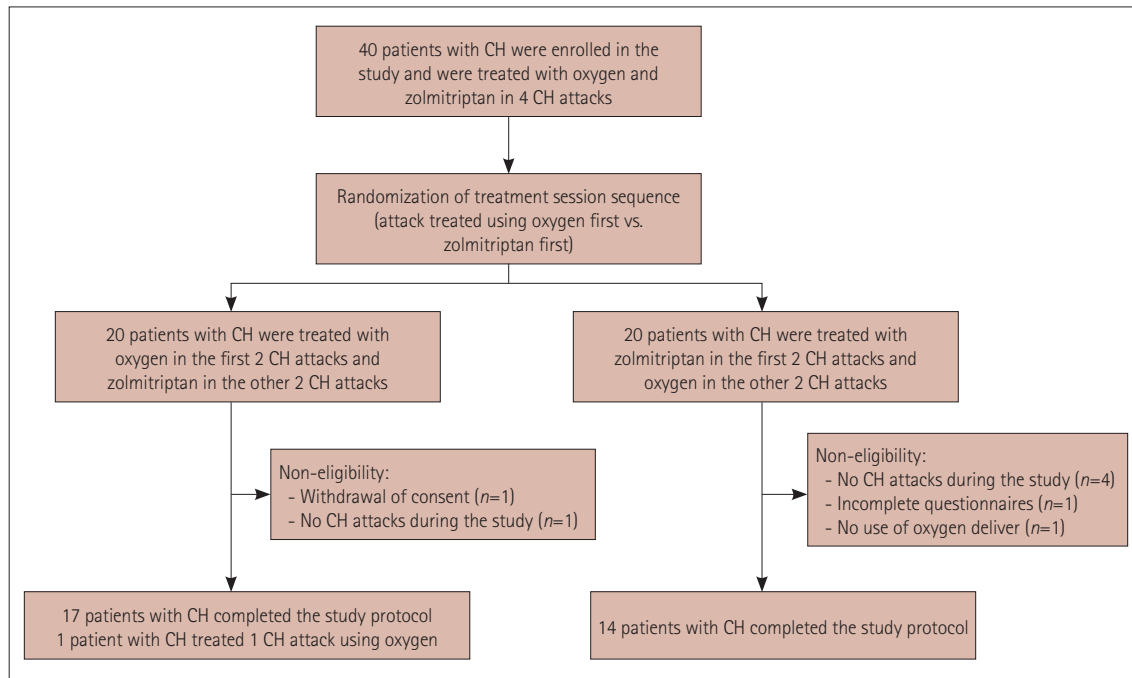 40 patients with CH were enrolled in the
study and were treated with oxygen and
zolmitriptan in 4 CH attacks
Randomization of treatment session sequence
(attack treated using oxygen first vs.
zolmitriptan first)
20 patients with CH were treated with
oxygen in the first 2 CH attacks and
zolmitriptan in the other 2 CH attacks
20 patients with CH were treated with
zolmitriptan in the first 2 CH attacks and
oxygen in the other 2 CH attacks
Non-eligibility:
- Withdrawal of consent (n=1)
- No CH attacks during the study (n=1)
Non-eligibility:
- No CH attacks during the study (n=4)
- Incomplete questionnaires (n=1)
- No use of oxygen deliver (n=1)
17 patients with CH completed the study protocol
1 patient with CH treated 1 CH attack using oxygen
14 patients with CH completed the study protocol